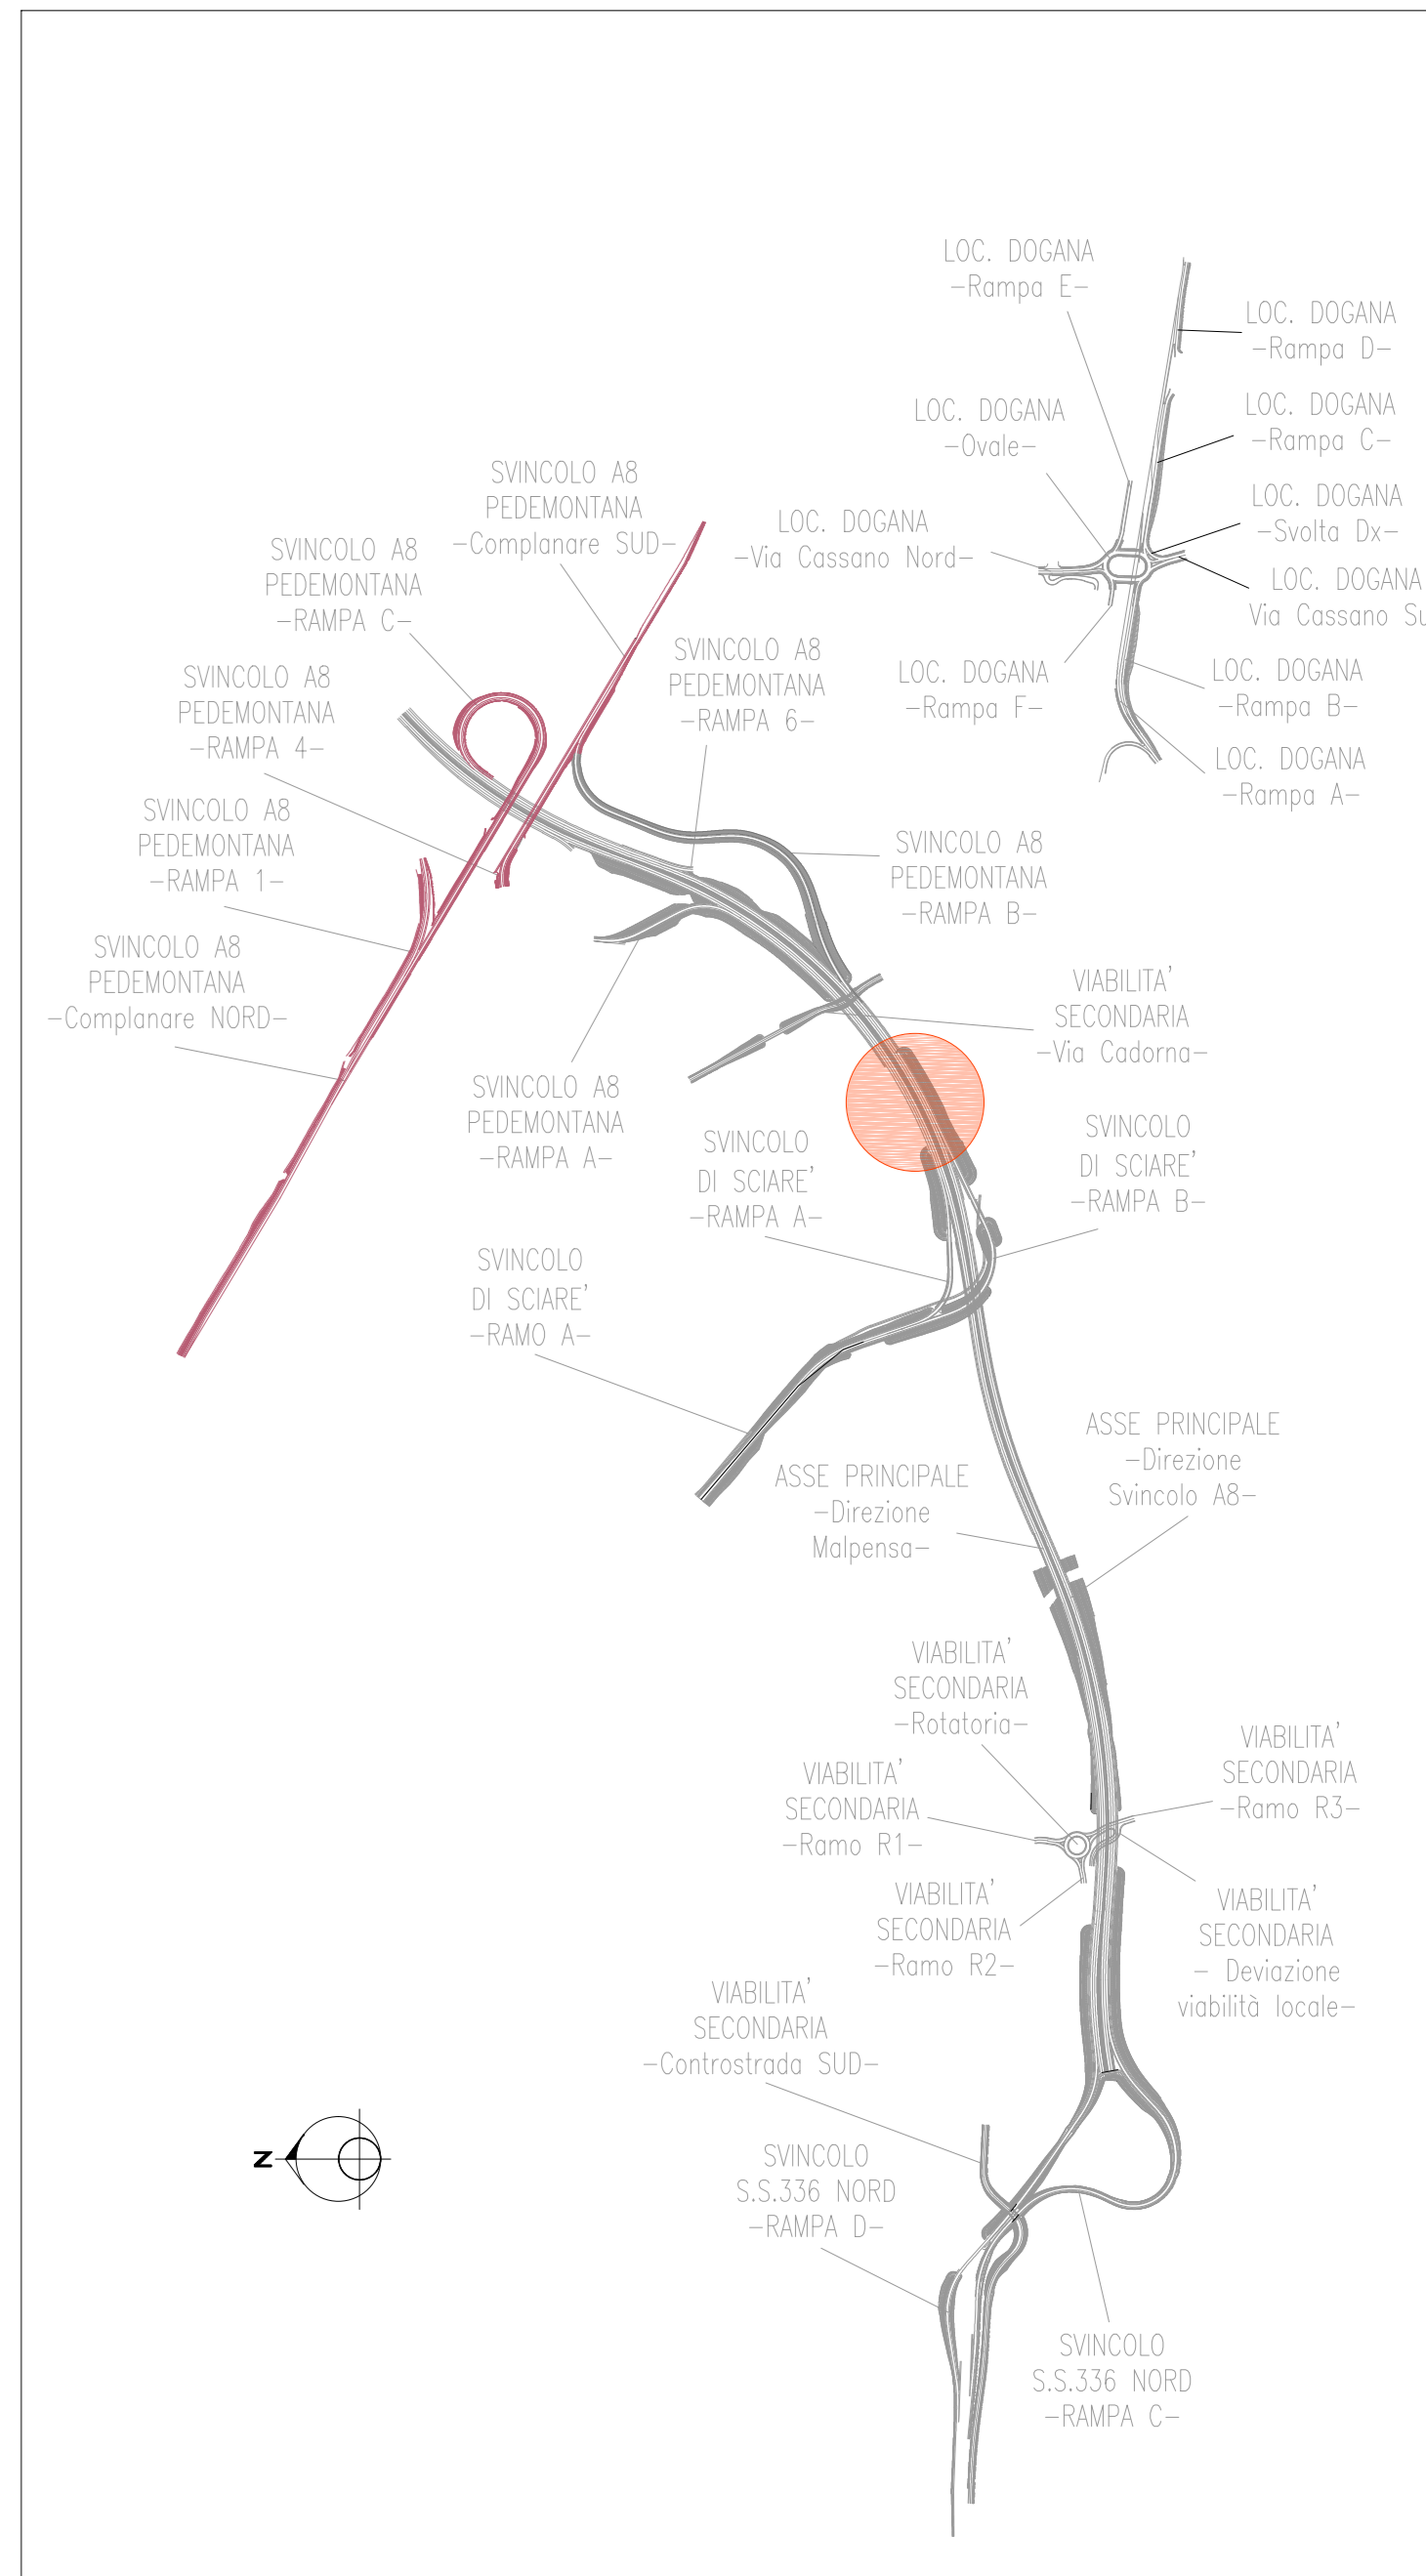 LOC. DOGANA
-Rampa E-
LOC. DOGANA
-Rampa D-
LOC. DOGANA
-Rampa C-
LOC. DOGANA
-Ovale-
SVINCOLO A8
PEDEMONTANA
-Complanare SUD-
LOC. DOGANA
-Svolta Dx-
LOC. DOGANA
-Via Cassano Nord-
SVINCOLO A8
PEDEMONTANA
-RAMPA C-
LOC. DOGANA
Via Cassano Su
SVINCOLO A8
PEDEMONTANA
-RAMPA 6-
SVINCOLO A8
PEDEMONTANA
-RAMPA 4-
LOC. DOGANA
-Rampa F-
LOC. DOGANA
-Rampa B-
LOC. DOGANA
-Rampa A-
SVINCOLO A8
PEDEMONTANA
-RAMPA 1-
SVINCOLO A8
PEDEMONTANA
-RAMPA B-
SVINCOLO A8
PEDEMONTANA
-Complanare NORD-
VIABILITA'
SECONDARIA
-Via Cadorna-
SVINCOLO A8
PEDEMONTANA
-RAMPA A-
SVINCOLO
DI SCIARE'
-RAMPA A-
SVINCOLO
DI SCIARE'
-RAMPA B-
SVINCOLO
DI SCIARE'
-RAMO A-
ASSE PRINCIPALE
-Direzione
Svincolo A8-
ASSE PRINCIPALE
-Direzione
Malpensa-
VIABILITA'
SECONDARIA
-Rotatoria-
VIABILITA'
SECONDARIA
-Ramo R3-
VIABILITA'
SECONDARIA
-Ramo R1-
VIABILITA'
SECONDARIA
-Ramo R2-
VIABILITA'
SECONDARIA
- Deviazione
viabilità locale-
VIABILITA'
SECONDARIA
-Controstrada SUD-
N
SVINCOLO
S.S.336 NORD
-RAMPA D-
SVINCOLO
S.S.336 NORD
-RAMPA C-